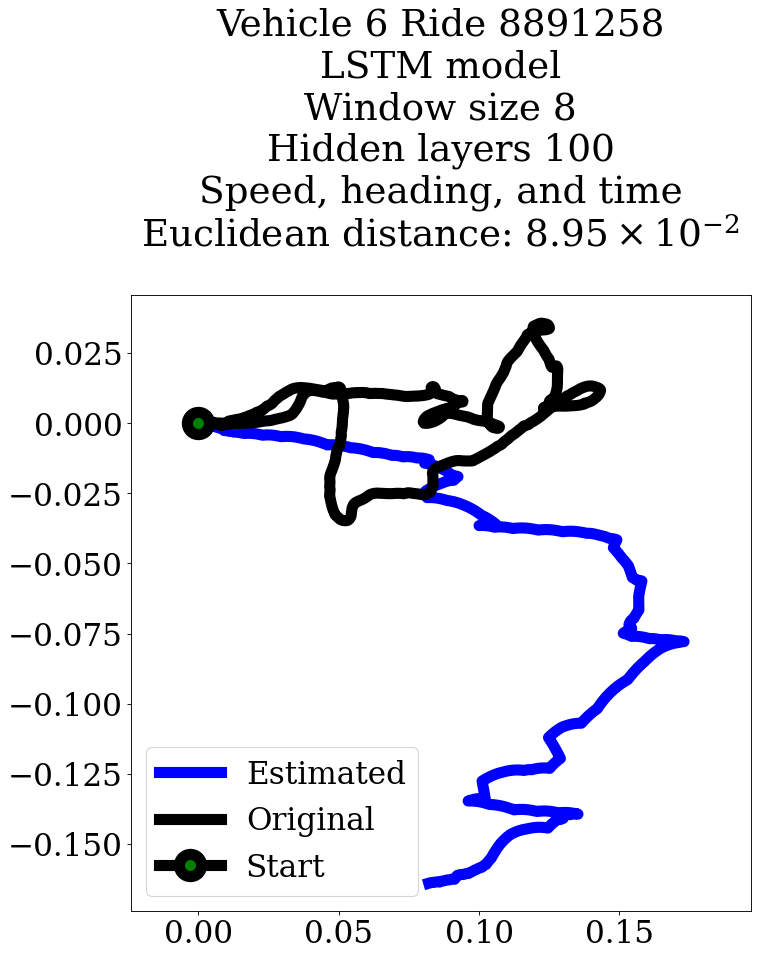 Vehicle 6 Ride 8891258
LSTM model
Window size 8
Hidden layers 100
Speed, heading, and time
Euclidean distance: 8.95 × 10⁻²
0.025
0.000
−0.025
−0.050
−0.075
−0.100
−0.125
−0.150
Estimated
Original
Start
0.00 0.05 0.10 0.15